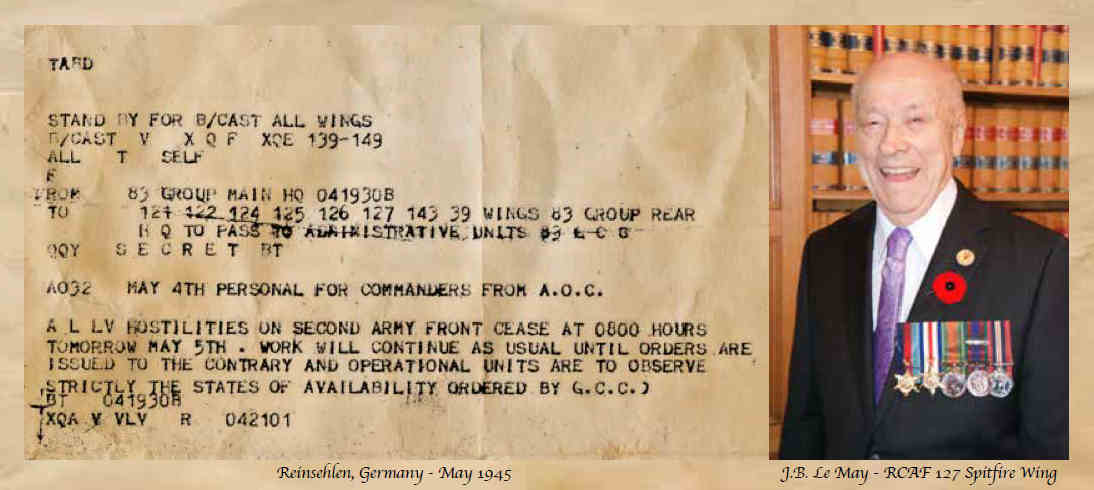 TARD
STAND BY FOR B/CAST ALL WINGS
B/CAST V X Q F XQE 139-149
ALL T SELF
F
FROM 83 GROUP MAIN HQ 041930B
TO 121 122 124 125 126 127 143 39 WINGS 83 GROUP REAR
H Q TO PASS TO ADMINISTRATIVE UNITS 83 G C G
QQY S E C R E T BT
A032 MAY 4TH PERSONAL FOR COMMANDERS FROM A.O.C.
A L LV HOSTILITIES ON SECOND ARMY FRONT CEASE AT 0800 HOURS
TOMORROW MAY 5TH . WORK WILL CONTINUE AS USUAL UNTIL ORDERS ARE
ISSUED TO THE CONTRARY AND OPERATIONAL UNITS ARE TO OBSERVE
STRICTLY THE STATES OF AVAILABILITY ORDERED BY G.C.C.)
BT 041930B
XQA V VLV R 042101
Reinsehlen, Germany - May 1945
J.B. Le May - RCAF 127 Spitfire Wing